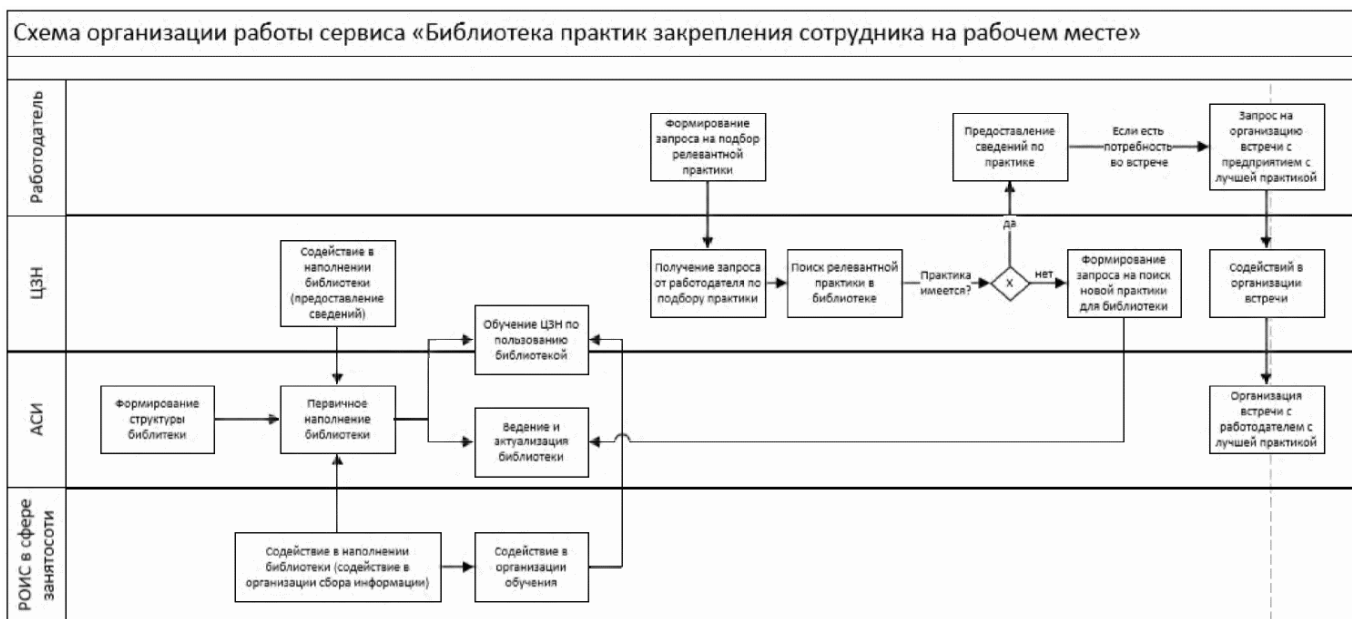 Схема организации работы сервиса «Библиотека практик закрепления сотрудника на рабочем месте»
Работодатель
Формирование
запроса на подбор
релевантной
практики
Предоставление
сведений по
практике
Если есть
потребность
во встрече
Запрос на
организацию
встречи с
предприятием с
лучшей практикой
да
ЦЗН
Содействие в
наполнении
библиотеки
(предоставление
сведений)
Получение запроса
от работодателя по
подбору практики
Поиск релевантной
практики в
библиотеке
Практика
имеется?
X
нет
Формирование
запроса на поиск
новой практики
для библиотеки
Содействий в
организации
встречи
Обучение ЦЗН по
пользованию
библиотекой
АСИ
Формирование
структуры
библитеки
Первичное
наполнение
библиотеки
Ведение и
актуализация
библиотеки
Организация
встречи с
работодателем с
лучшей практикой
РОИС в сфере
занятосоти
Содействие в наполнении
библиотеки (содействие в
организации сбора информации)
Содействие в
организации
обучения